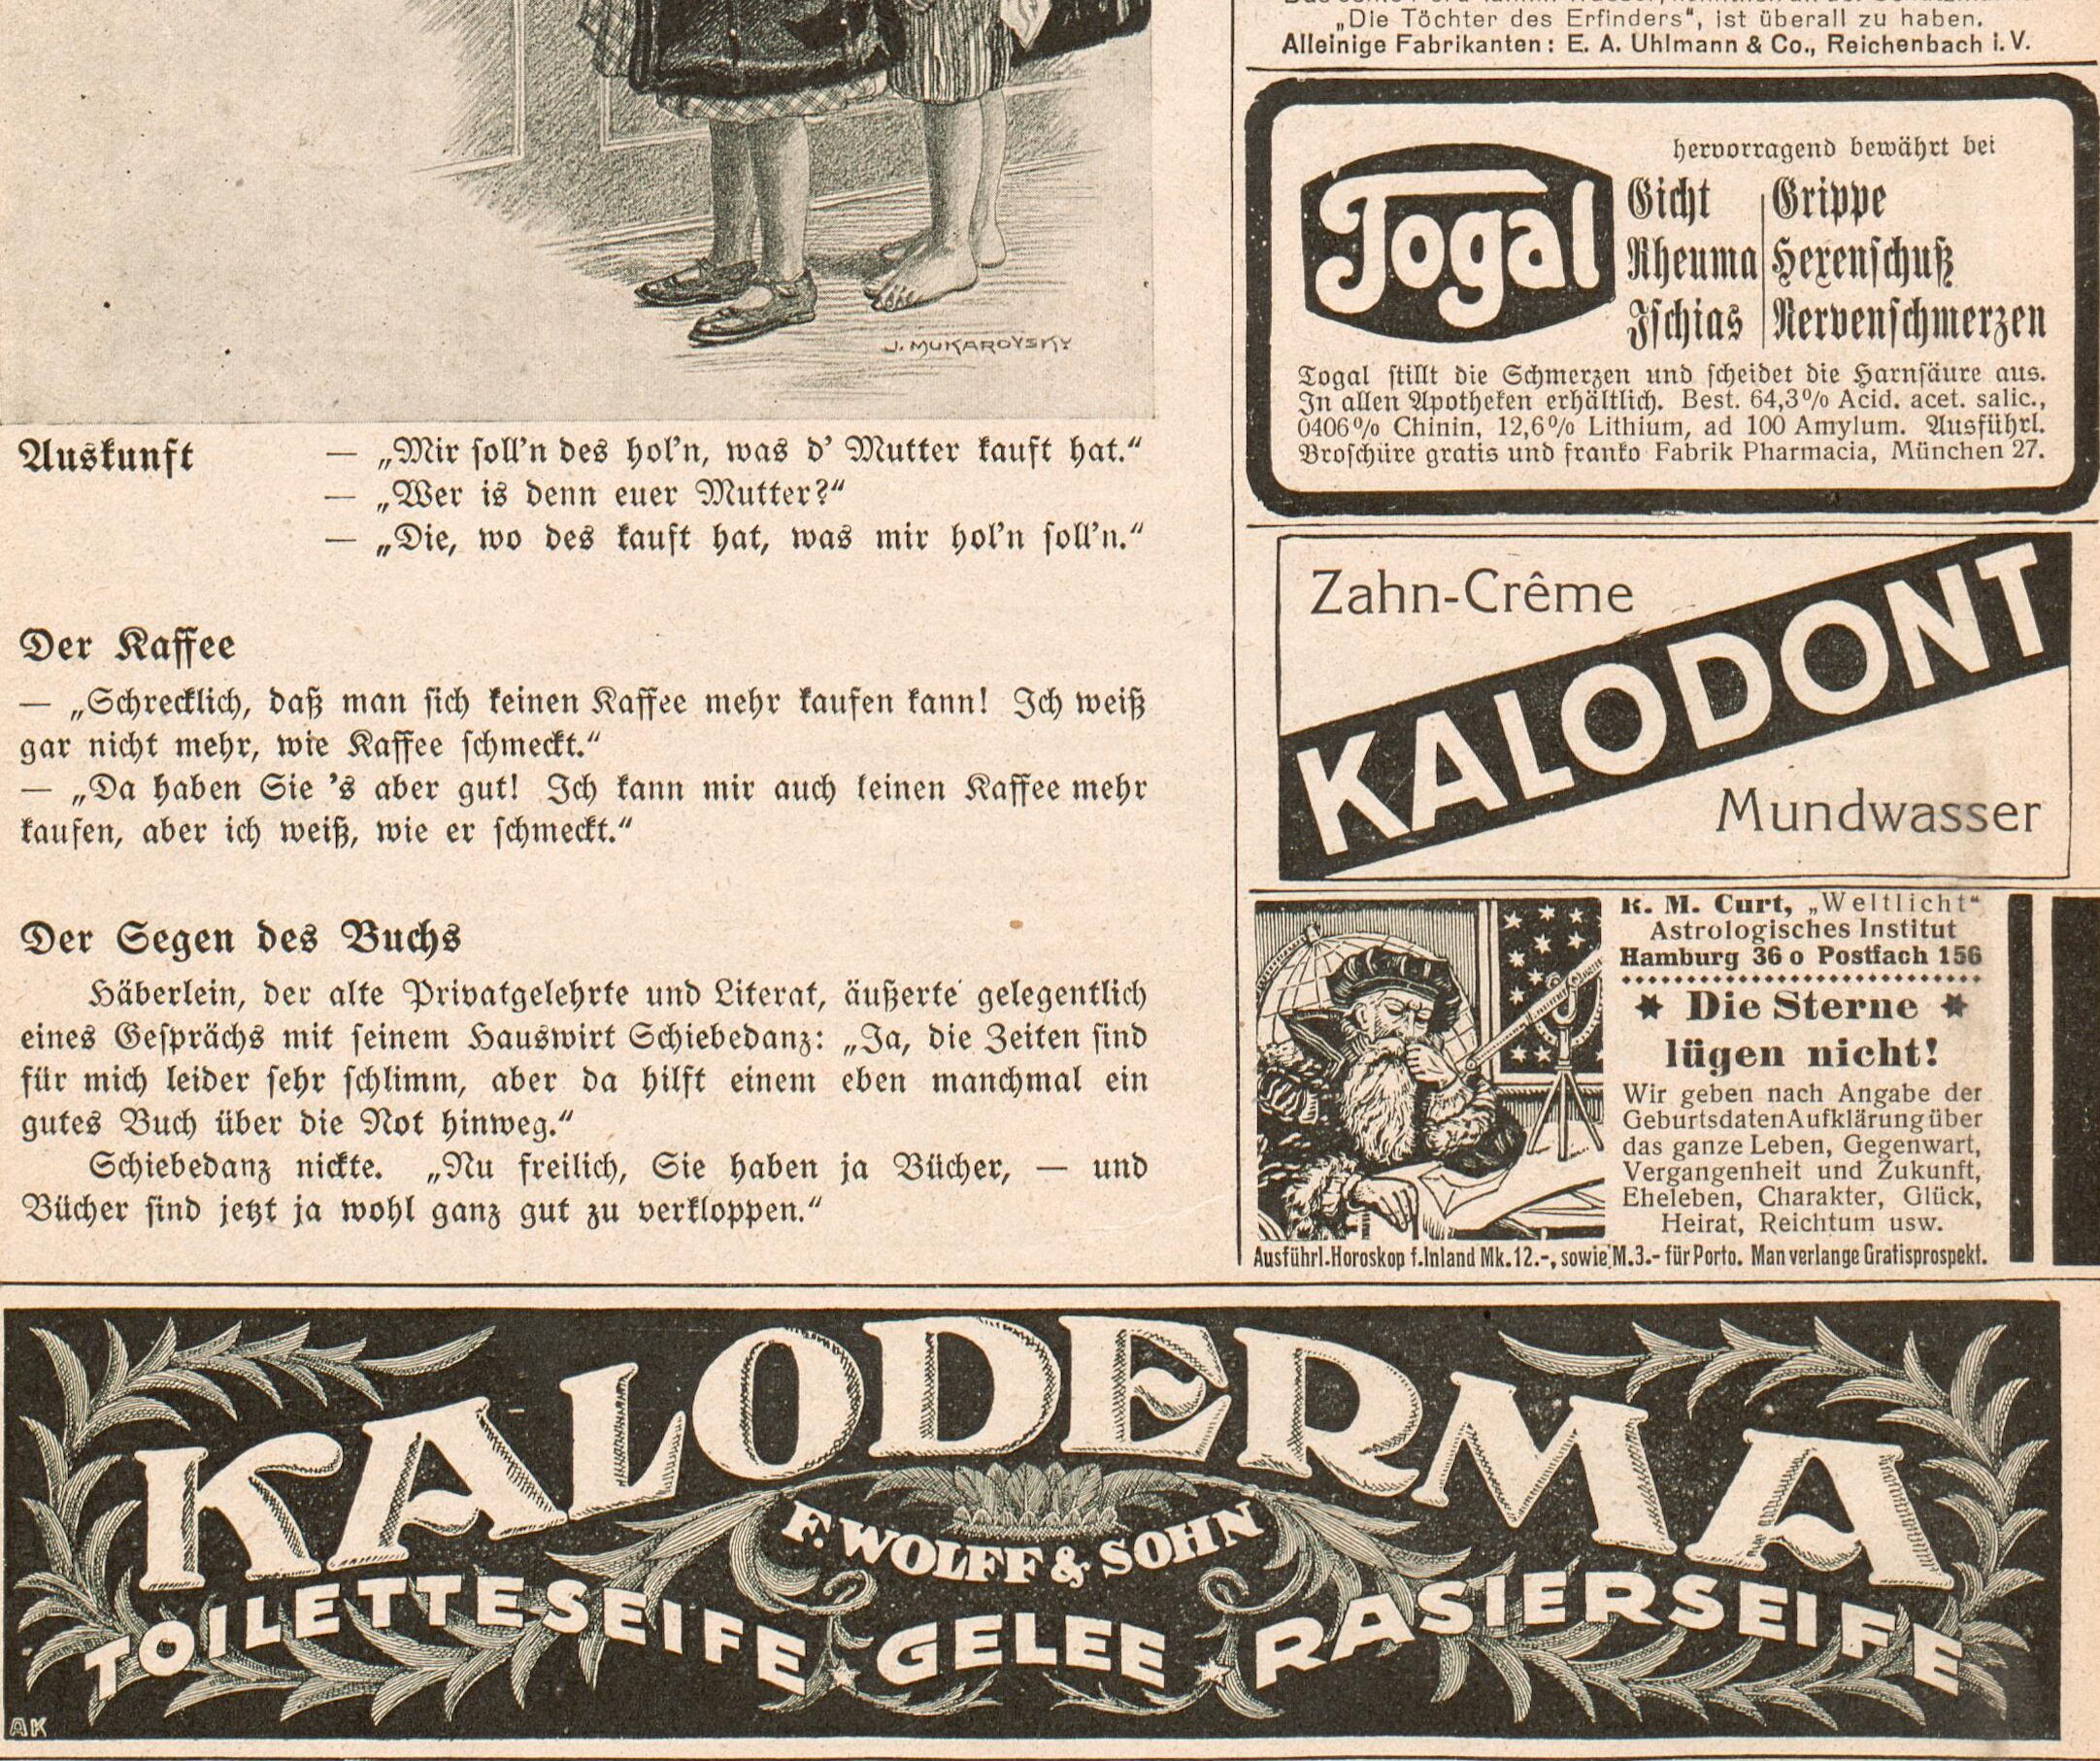 J. MUKAROVSKY
Auskunft
— „Mir soll'n des hol'n, was d' Mutter kauft hat.“
— „Wer is denn euer Mutter?“
— „Die, wo des kauft hat, was mir hol'n soll'n.“
Der Kaffee
— „Schrecklich, daß man sich keinen Kaffee mehr kaufen kann! Ich weiß
gar nicht mehr, wie Kaffee schmeckt.“
— „Da haben Sie 's aber gut! Ich kann mir auch keinen Kaffee mehr
kaufen, aber ich weiß, wie er schmeckt.“
Der Segen des Buchs
Häberlein, der alte Privatgelehrte und Literat, äußerte gelegentlich
eines Gesprächs mit seinem Hauswirt Schiebedanz: „Ja, die Zeiten sind
für mich leider sehr schlimm, aber da hilft einem eben manchmal ein
gutes Buch über die Not hinweg.“
Schiebedanz nickte. „Nu freilich, Sie haben ja Bücher, — und
Bücher sind jetzt ja wohl ganz gut zu verkloppen.“
„Die Töchter des Erfinders“, ist überall zu haben.
Alleinige Fabrikanten: E. A. Uhlmann & Co., Reichenbach i. V.
Togal
hervorragend bewährt bei
Gicht Grippe
Rheuma Hexenschuß
Ischias Nervenschmerzen
Togal stillt die Schmerzen und scheidet die Harnsäure aus.
In allen Apotheken erhältlich. Best. 64,3% Acid. acet. salic.,
0406% Chinin, 12,6% Lithium, ad 100 Amylum. Ausführl.
Broschüre gratis und franko Fabrik Pharmacia, München 27.
Zahn-Crême
KALODONT
Mundwasser
K. M. Curt, „Weltlicht“
Astrologisches Institut
Hamburg 36 o Postfach 156
★ Die Sterne ★
lügen nicht!
Wir geben nach Angabe der
Geburtsdaten Aufklärung über
das ganze Leben, Gegenwart,
Vergangenheit und Zukunft,
Eheleben, Charakter, Glück,
Heirat, Reichtum usw.
Ausführl. Horoskop f. Inland Mk. 12.-, sowie M. 3.- für Porto. Man verlange Gratisprospekt.
KALODERMA
F. WOLFF & SOHN
TOILETTESEIFE ★ GELEE ★ RASIERSEIFE
AK